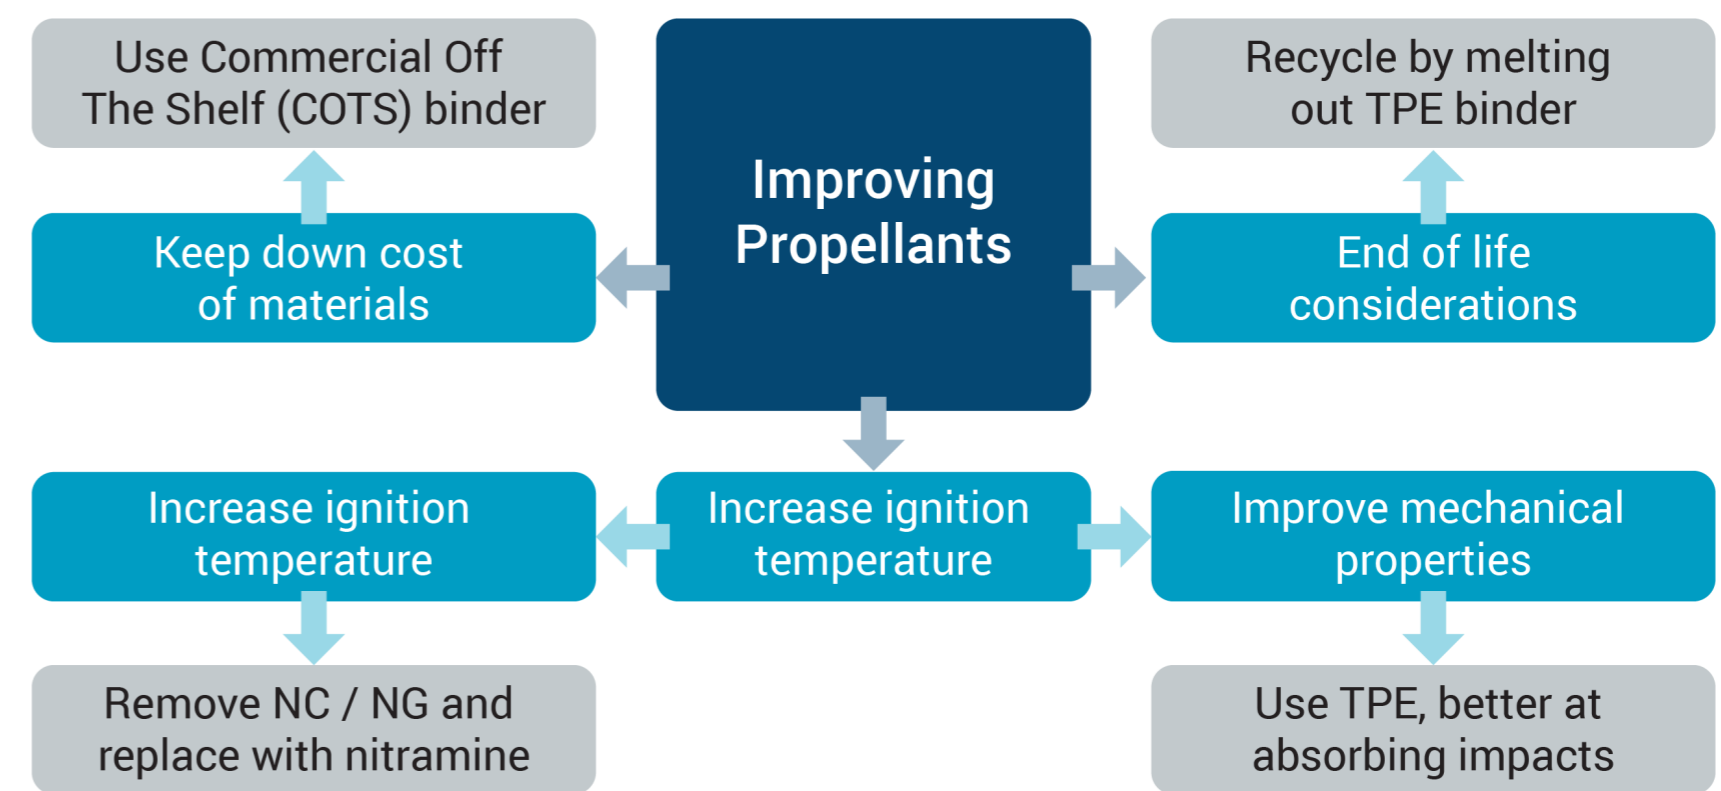 Use Commercial Off
The Shelf (COTS) binder
Improving
Propellants
Recycle by melting
out TPE binder
Keep down cost
of materials
End of life
considerations
Increase ignition
temperature
Increase ignition
temperature
Improve mechanical
properties
Remove NC / NG and
replace with nitramine
Use TPE, better at
absorbing impacts